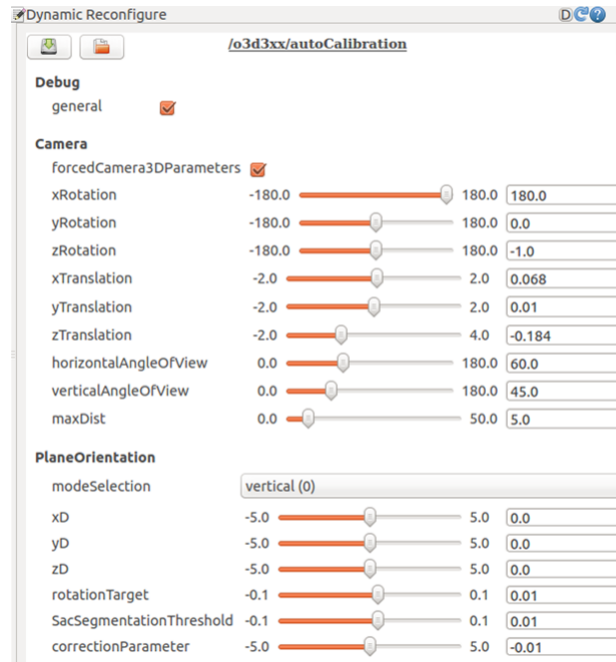 Dynamic Reconfigure D
/o3d3xx/autoCalibration
Debug
general
Camera
forcedCamera3DParameters
xRotation -180.0 180.0 180.0
yRotation -180.0 180.0 0.0
zRotation -180.0 180.0 -1.0
xTranslation -2.0 2.0 0.068
yTranslation -2.0 2.0 0.01
zTranslation -2.0 4.0 -0.184
horizontalAngleOfView 0.0 180.0 60.0
verticalAngleOfView 0.0 180.0 45.0
maxDist 0.0 50.0 5.0
PlaneOrientation
modeSelection vertical (0)
xD -5.0 5.0 0.0
yD -5.0 5.0 0.0
zD -5.0 5.0 0.0
rotationTarget -0.1 0.1 0.01
SacSegmentationThreshold -0.1 0.1 0.01
correctionParameter -5.0 5.0 -0.01